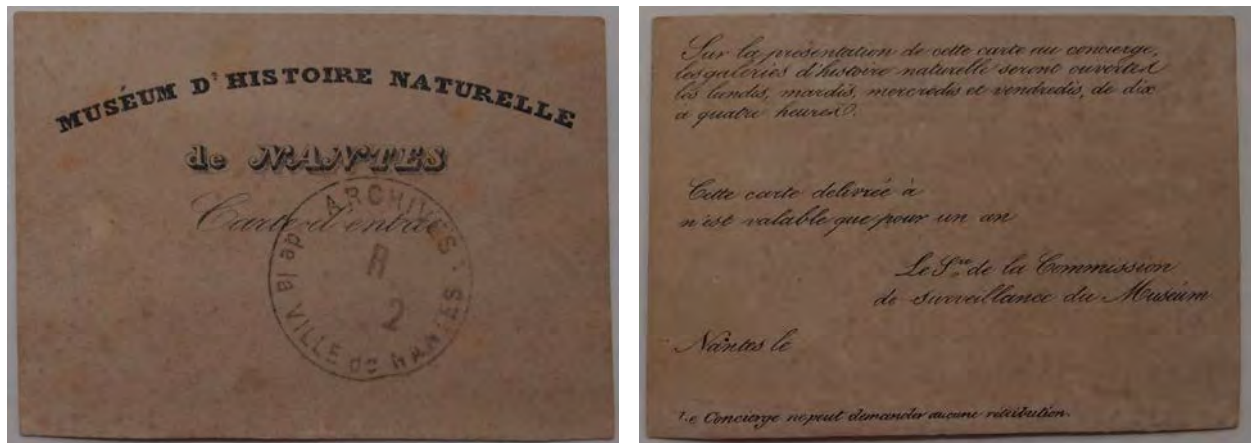 MUSÉUM D'HISTOIRE NATURELLE
de NANTES
Carte d'entrée
ARCHIVES de la VILLE de NANTES
R
2
Sur la présentation de cette carte au concierge,
les galeries d'histoire naturelle seront ouvertes
les lundis, mardis, mercredis et vendredis, de dix
à quatre heures.
Cette carte delivrée à
n'est valable que pour un an
Le S.re de la Commission
de surveillance du Muséum
Nantes le
Le Concierge ne peut demander aucune rétribution.